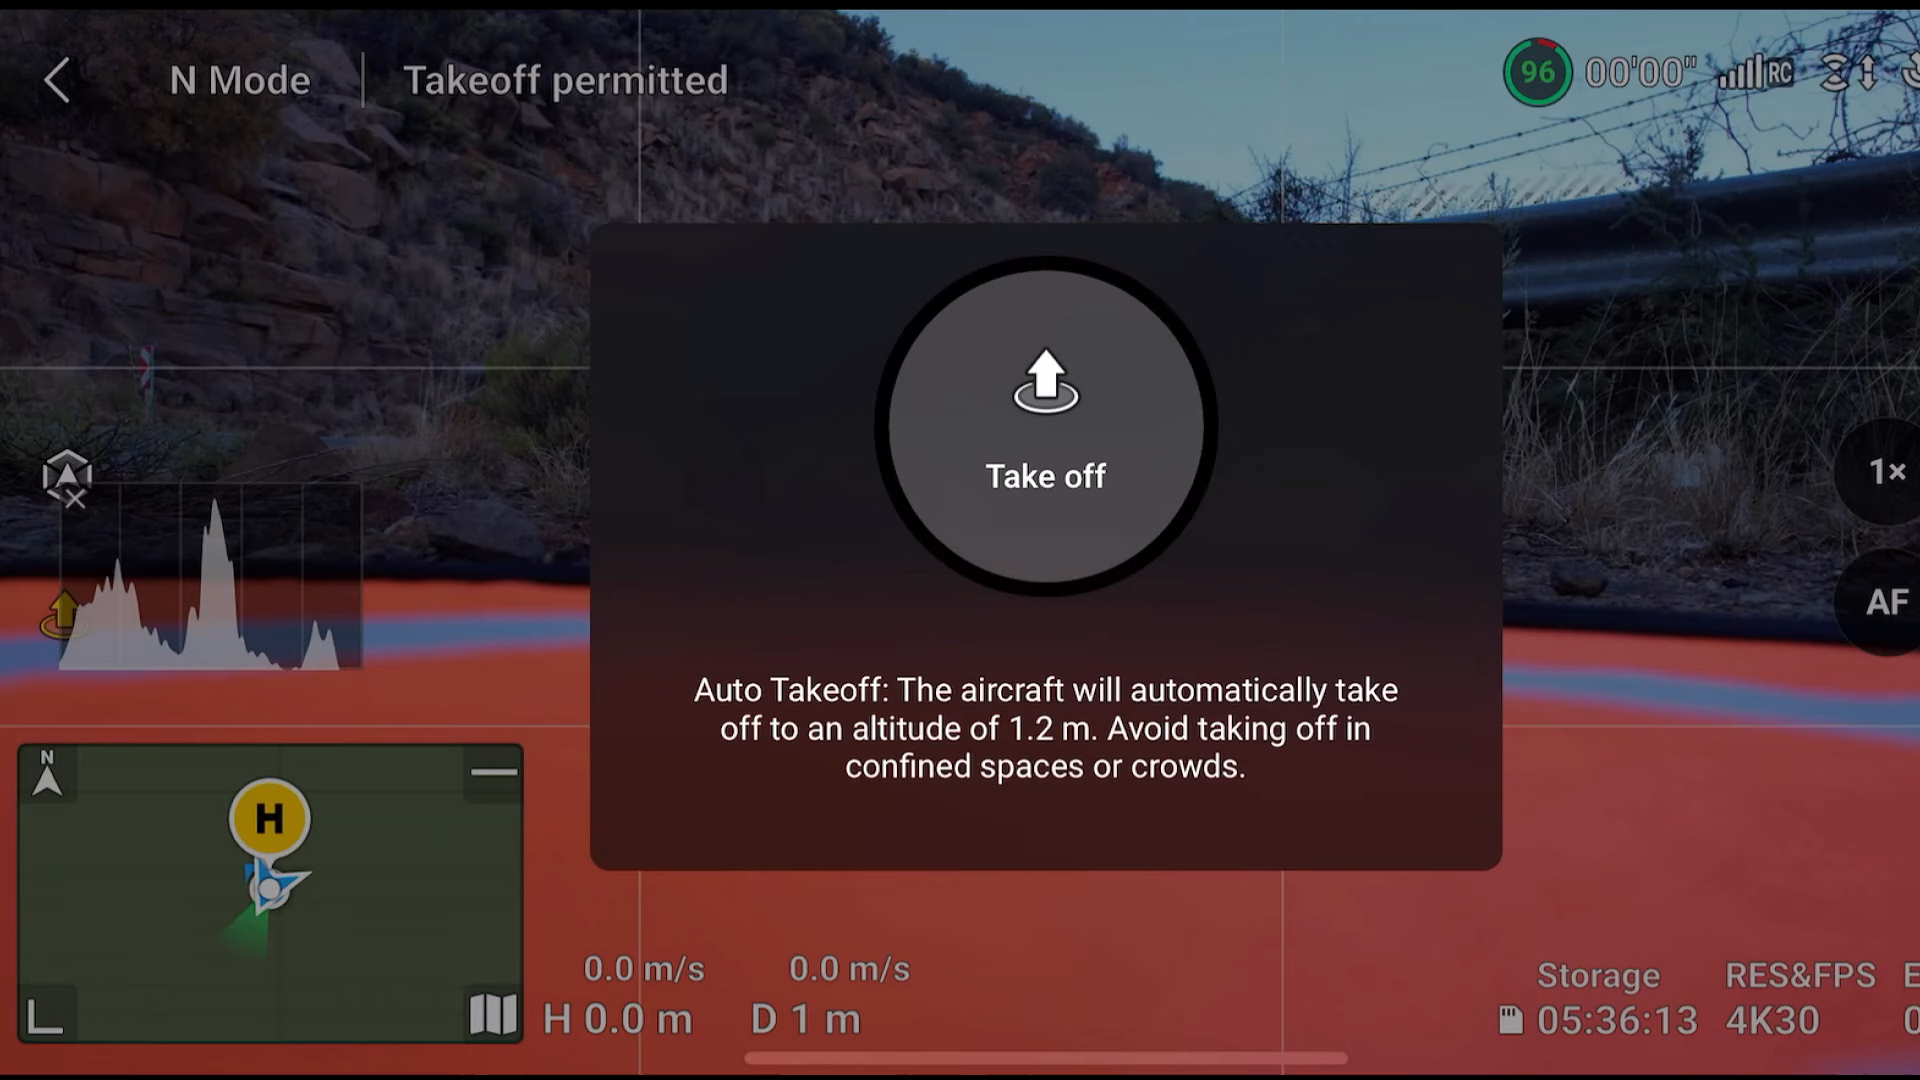 N Mode
Takeoff permitted
96
00'00"
RC
Take off
1×
AF
Auto Takeoff: The aircraft will automatically take
off to an altitude of 1.2 m. Avoid taking off in
confined spaces or crowds.
N
H
0.0 m/s
0.0 m/s
H 0.0 m
D 1 m
Storage
RES&FPS
E
05:36:13
4K30
0